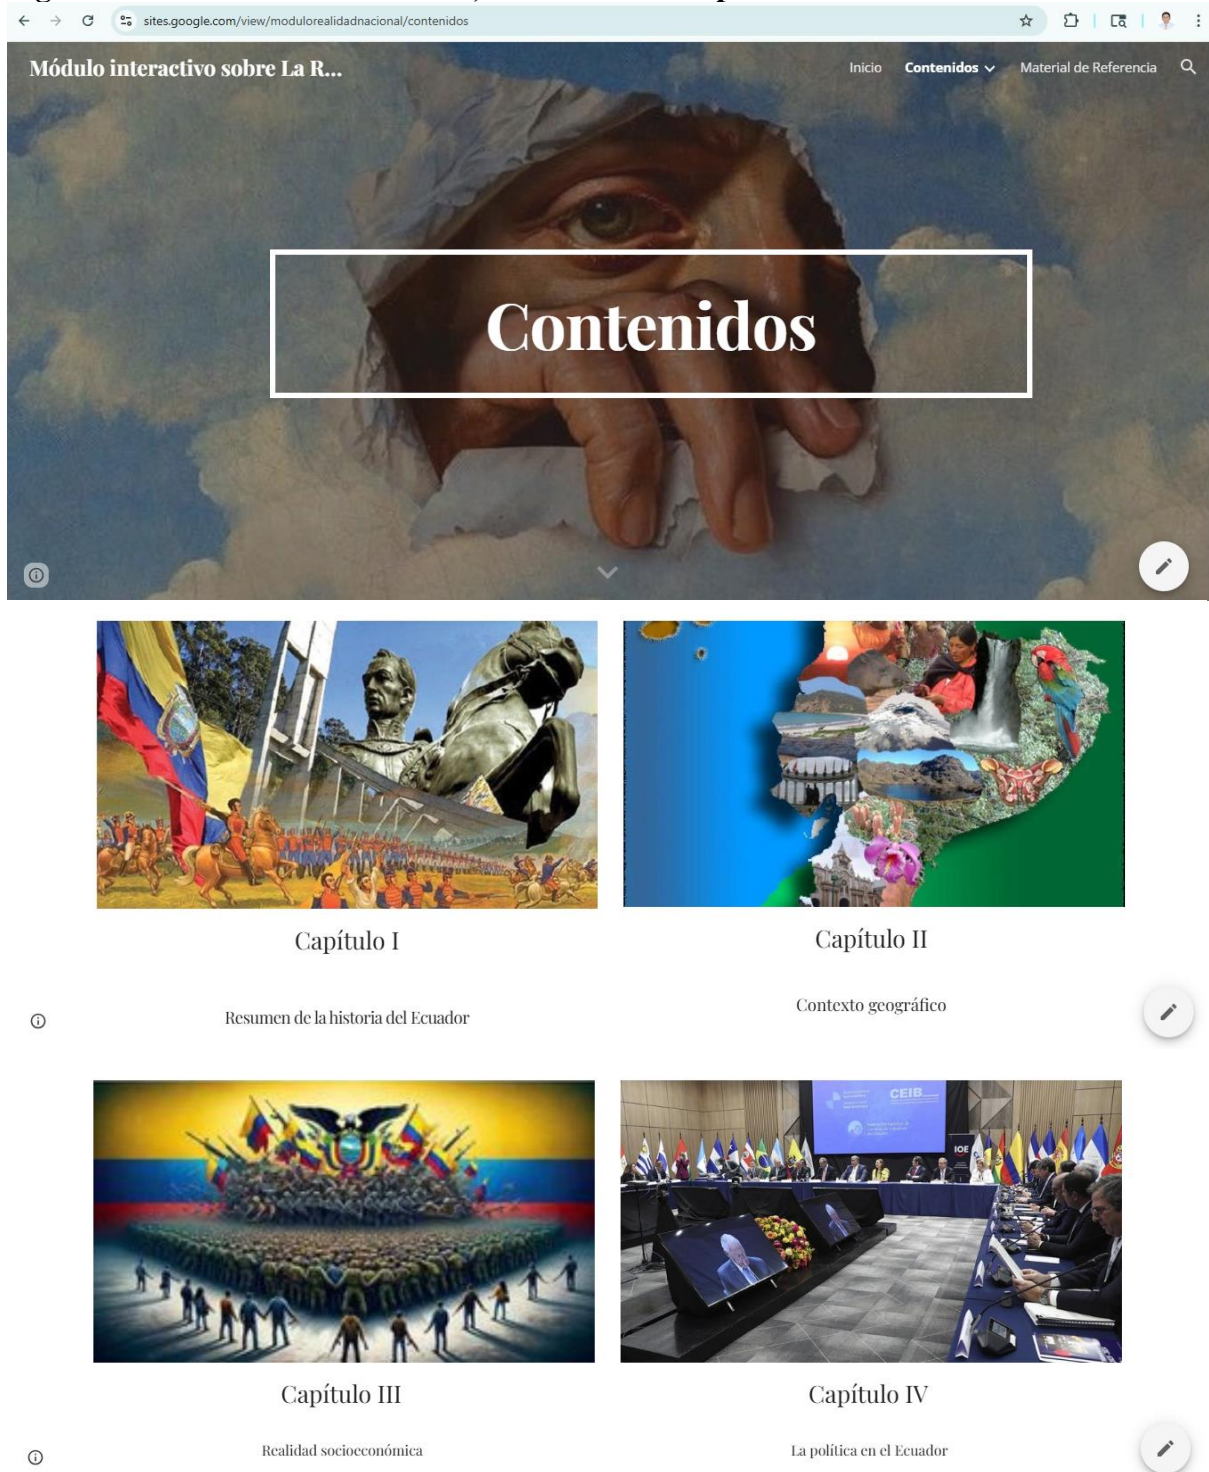 sites.google.com/view/modulorealidadnacional/contenidos
Módulo interactivo sobre La R...
Inicio
Contenidos
Material de Referencia
Contenidos
Capítulo I
Capítulo II
Resumen de la historia del Ecuador
Contexto geográfico
CEIB
IOE
Capítulo III
Capítulo IV
Realidad socioeconómica
La política en el Ecuador